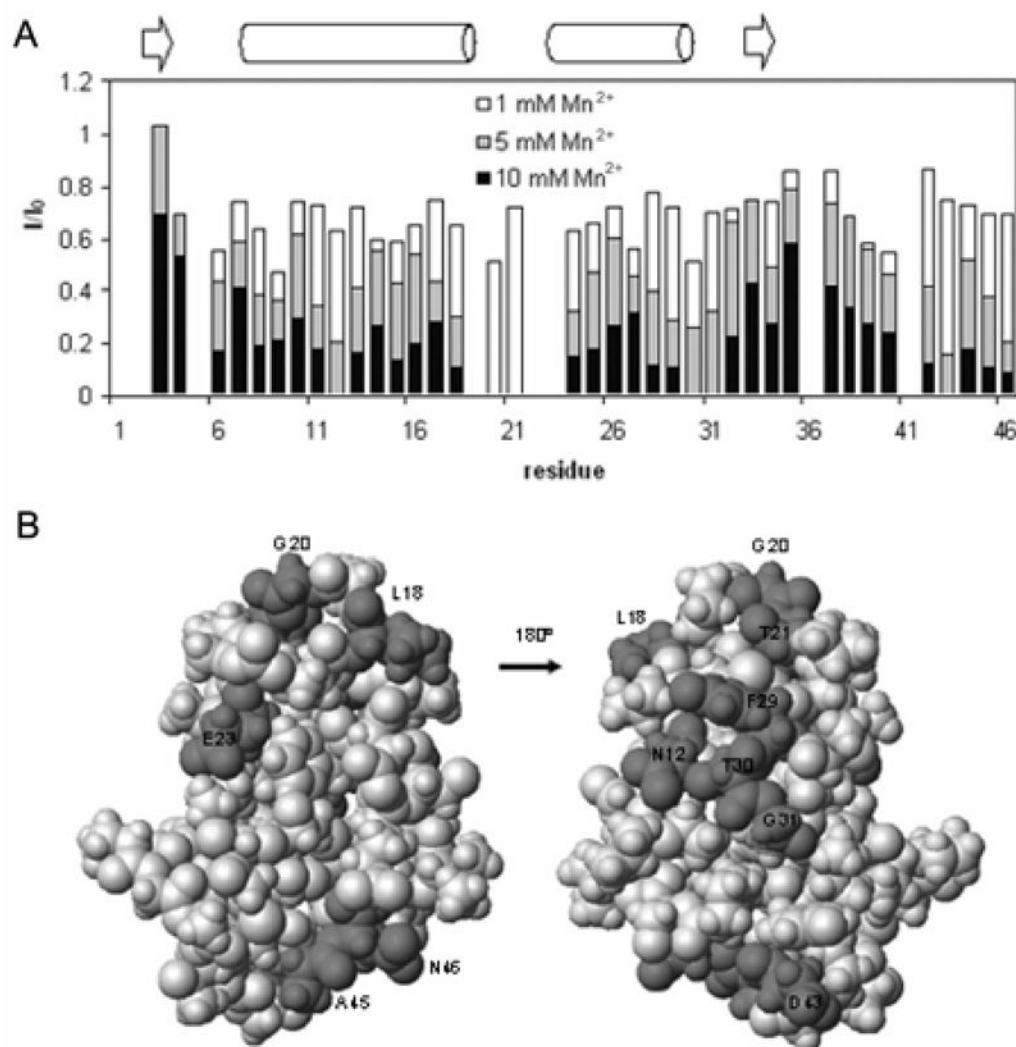 A
1.2
1 mM Mn2+
5 mM Mn2+
10 mM Mn2+
1
0.8
0.6
0.4
0.2
0
I/I0
1 6 11 16 21 26 31 36 41 46
residue
B
G20
L18
E23
N46
A45
180°
G20
L18
T21
F29
N12
T30
G31
D43